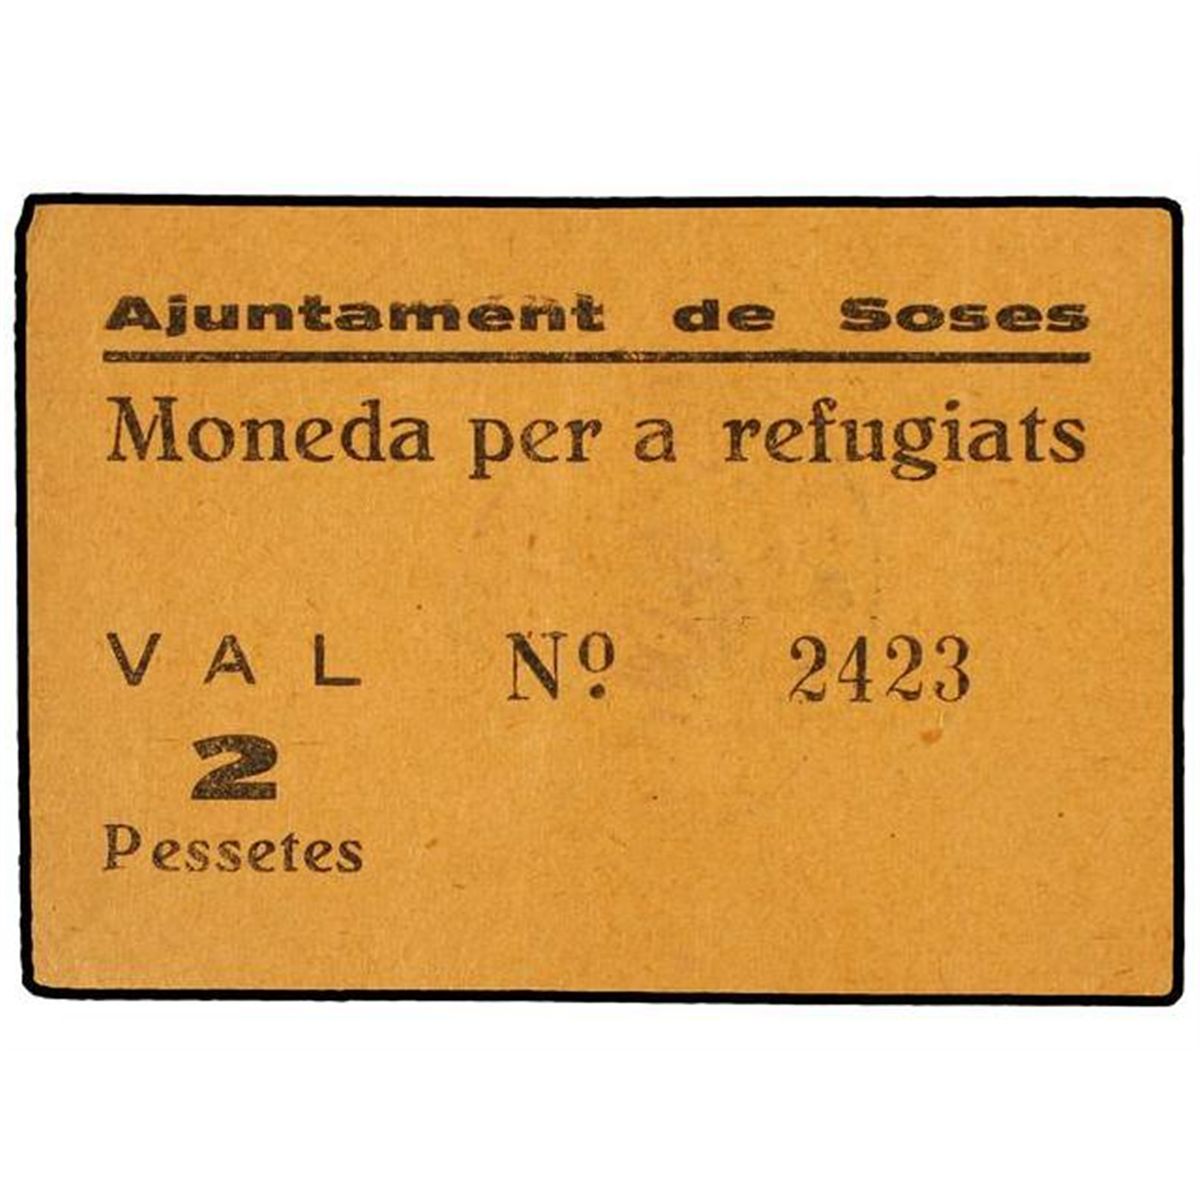 Ajuntament de Soses
Moneda per a refugiats
VAL Nº. 2423
2
Pessetes